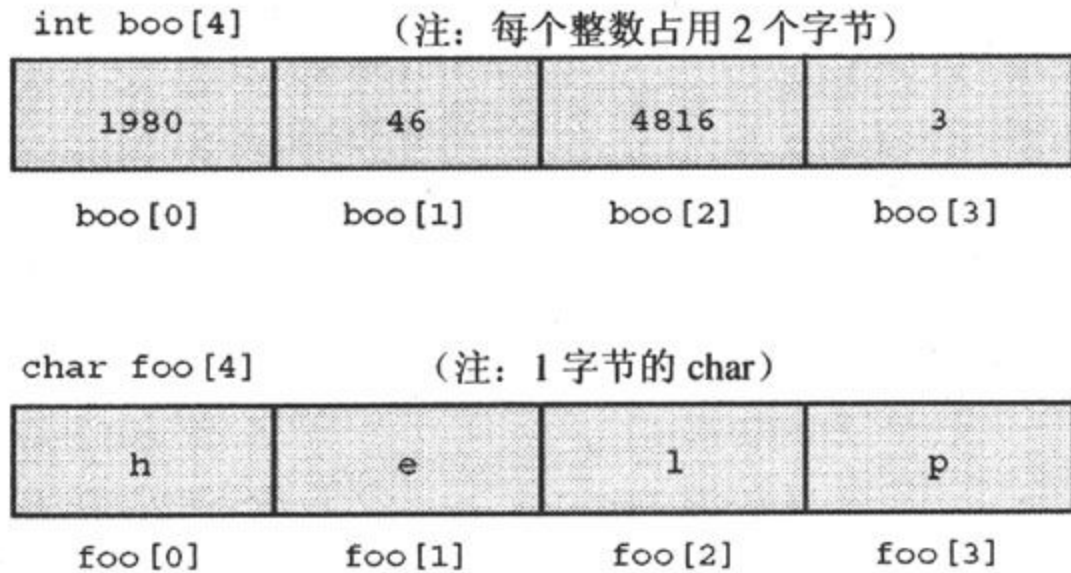 int boo[4] （注：每个整数占用 2 个字节）
1980 46 4816 3
boo[0] boo[1] boo[2] boo[3]
char foo[4] （注：1 字节的 char）
h e l p
foo[0] foo[1] foo[2] foo[3]